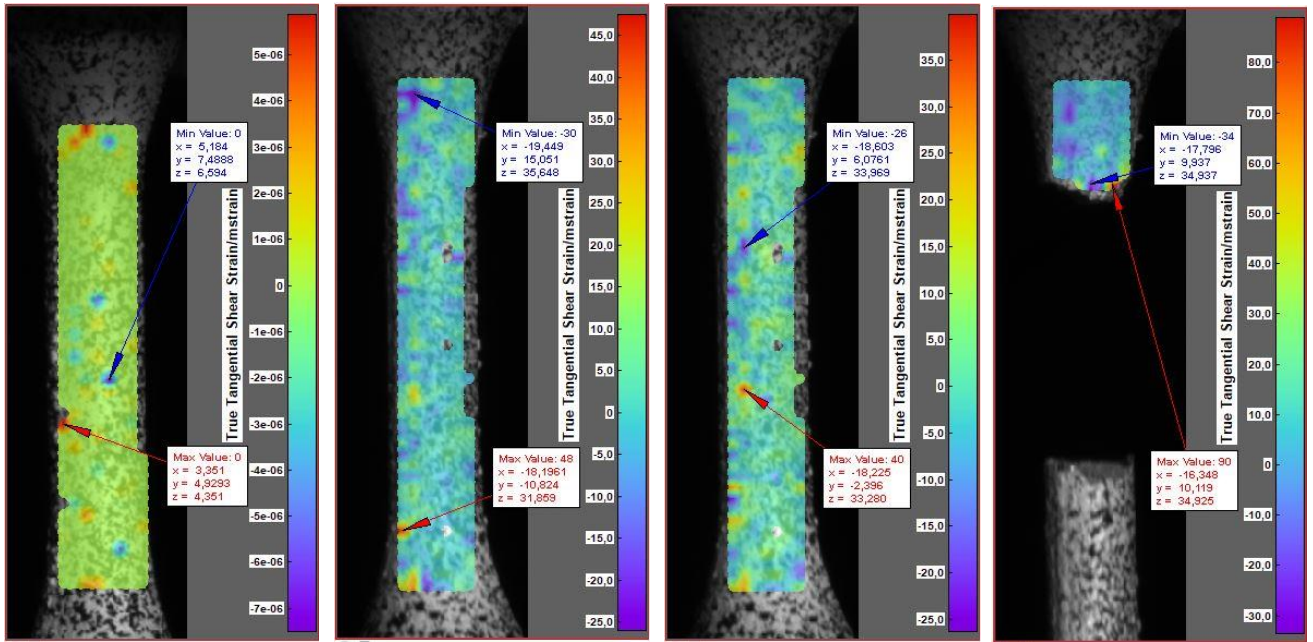 5e-06
4e-06
3e-06
2e-06
1e-06
0
-1e-06
-2e-06
-3e-06
-4e-06
-5e-06
-6e-06
-7e-06
True Tangential Shear Strain/mstrain
Min Value: 0
x = 5,184
y = 7,4888
z = 6,594
Max Value: 0
x = 3,351
y = 4,9293
z = 4,351
45,0
40,0
35,0
30,0
25,0
20,0
15,0
10,0
5,0
0
-5,0
-10,0
-15,0
-20,0
-25,0
True Tangential Shear Strain/mstrain
Min Value: -30
x = -19,449
y = 15,051
z = 35,648
Max Value: 48
x = -18,1961
y = -10,824
z = 31,859
35,0
30,0
25,0
20,0
15,0
10,0
5,0
0
-5,0
-10,0
-15,0
-20,0
-25,0
True Tangential Shear Strain/mstrain
Min Value: -26
x = -18,603
y = 6,0761
z = 33,969
Max Value: 40
x = -18,225
y = -2,396
z = 33,280
80,0
70,0
60,0
50,0
40,0
30,0
20,0
10,0
0
-10,0
-20,0
-30,0
True Tangential Shear Strain/mstrain
Min Value: -34
x = -17,796
y = 9,937
z = 34,937
Max Value: 90
x = -16,348
y = 10,119
z = 34,925